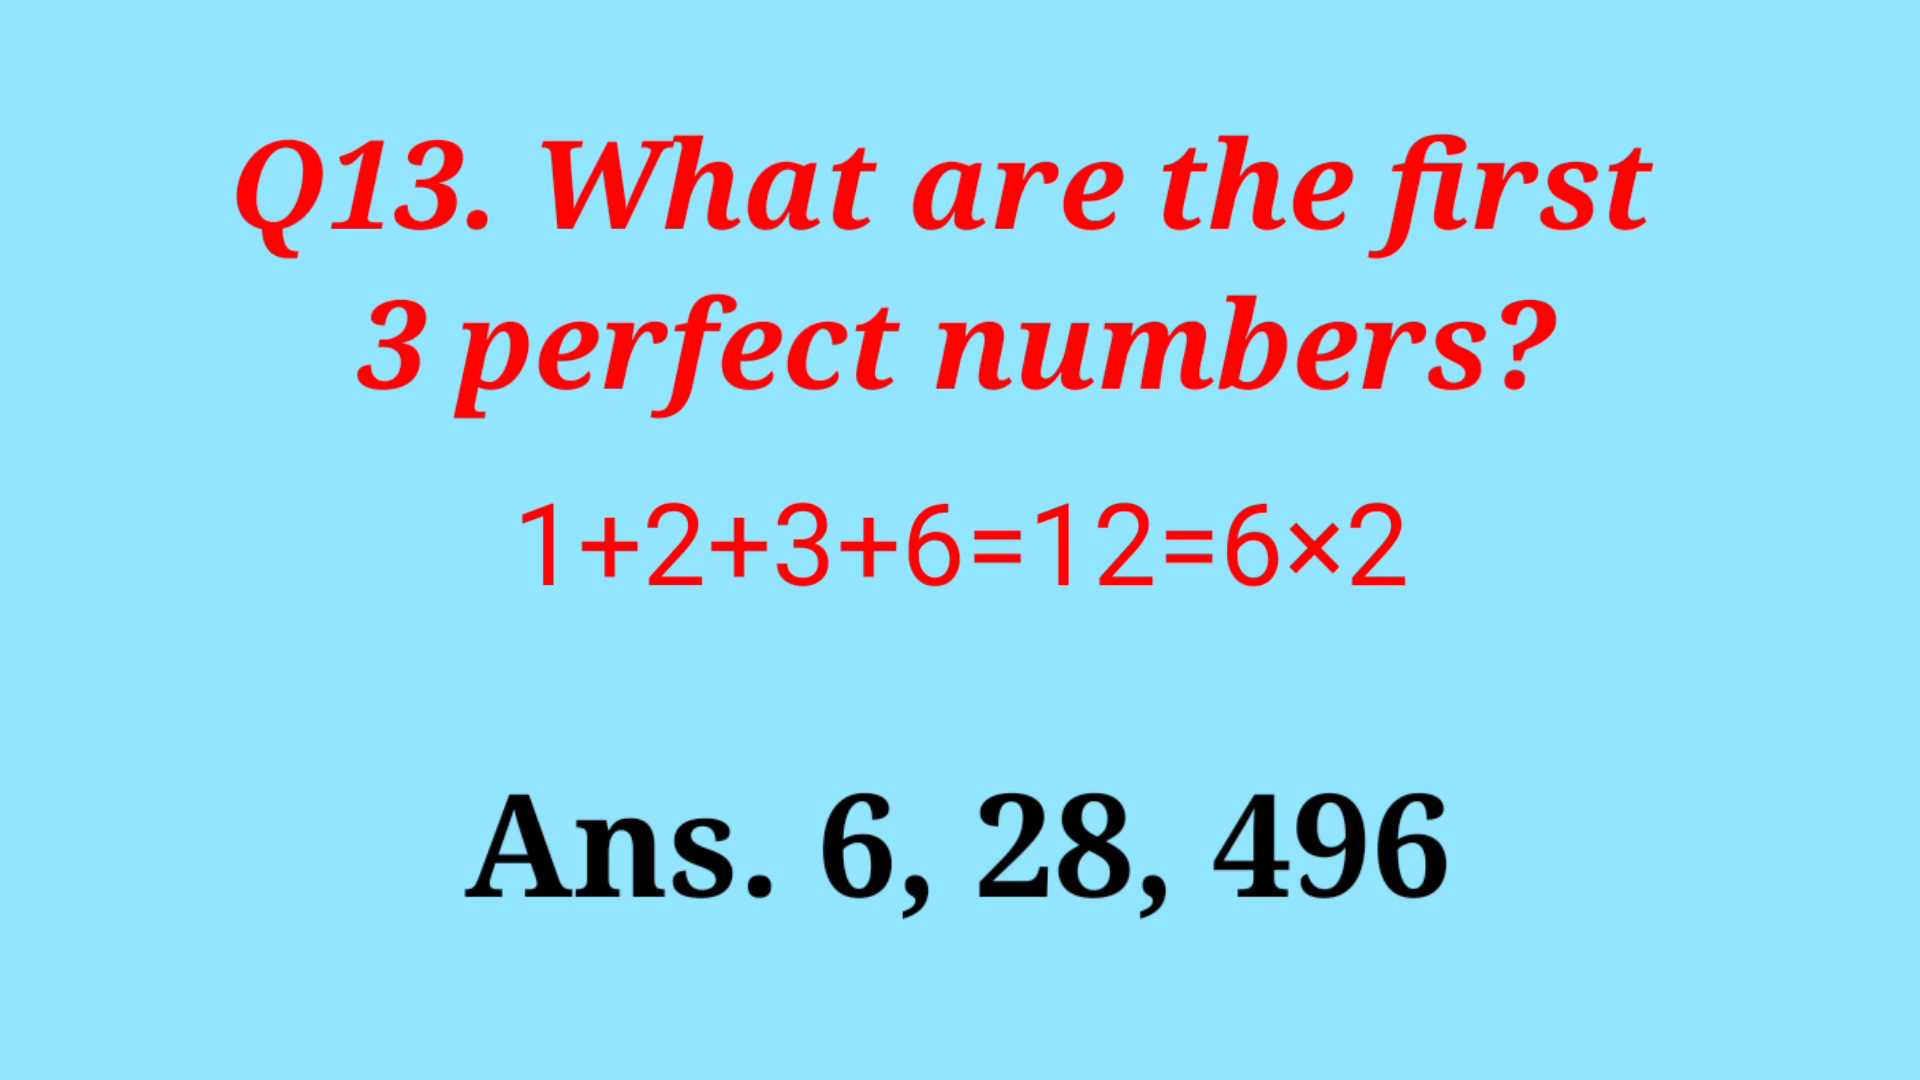 Q13. What are the first
3 perfect numbers?
1+2+3+6=12=6×2
Ans. 6, 28, 496